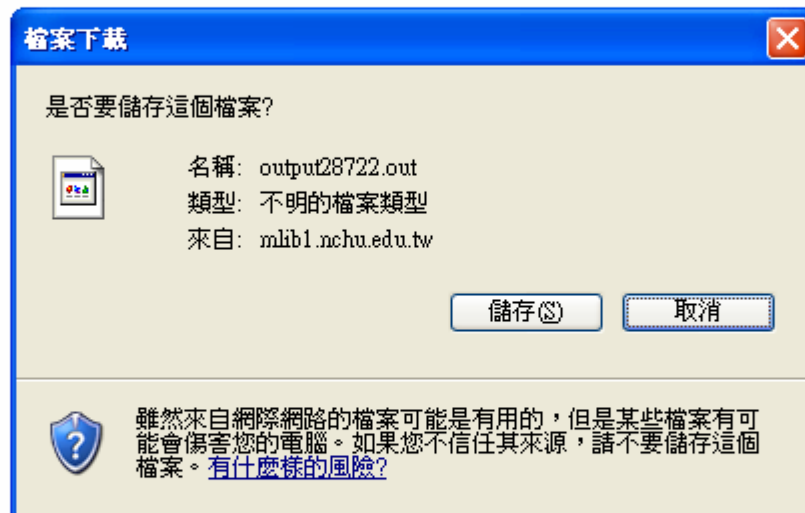 檔案下載
是否要儲存這個檔案?
名稱: output28722.out
類型: 不明的檔案類型
來自: mlib1.nchu.edu.tw
儲存(S) 取消
雖然來自網際網路的檔案可能是有用的，但是某些檔案有可
能會傷害您的電腦。如果您不信任其來源，請不要儲存這個
檔案。有什麼樣的風險?